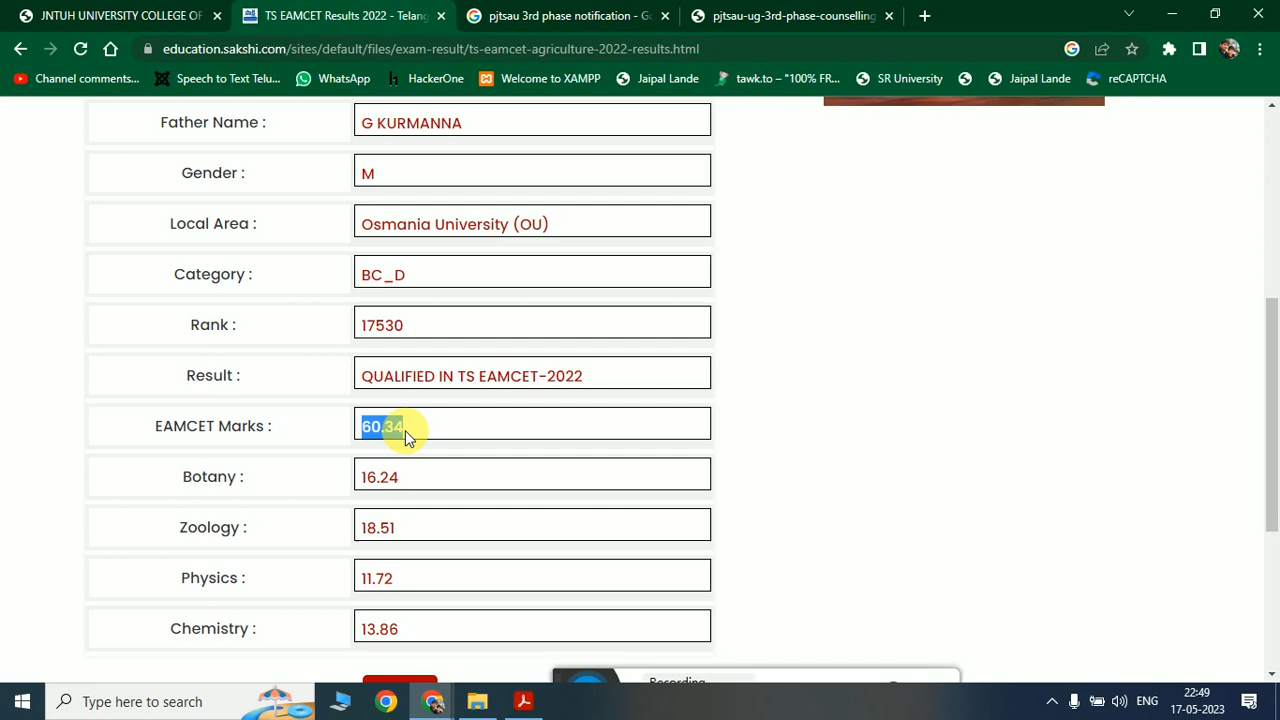 JNTUH UNIVERSITY COLLEGE OF
TS EAMCET Results 2022 - Telang
pjtsau 3rd phase notification - Go
pjtsau-ug-3rd-phase-counselling
education.sakshi.com/sites/default/files/exam-result/ts-eamcet-agriculture-2022-results.html
Channel comments...
Speech to Text Telu...
WhatsApp
HackerOne
Welcome to XAMPP
Jaipal Lande
tawk.to – "100% FR...
SR University
Jaipal Lande
reCAPTCHA
Father Name : G KURMANNA
Gender : M
Local Area : Osmania University (OU)
Category : BC_D
Rank : 17530
Result : QUALIFIED IN TS EAMCET-2022
EAMCET Marks : 60.34
Botany : 16.24
Zoology : 18.51
Physics : 11.72
Chemistry : 13.86
Recording
Type here to search
ENG
22:49
17-05-2023